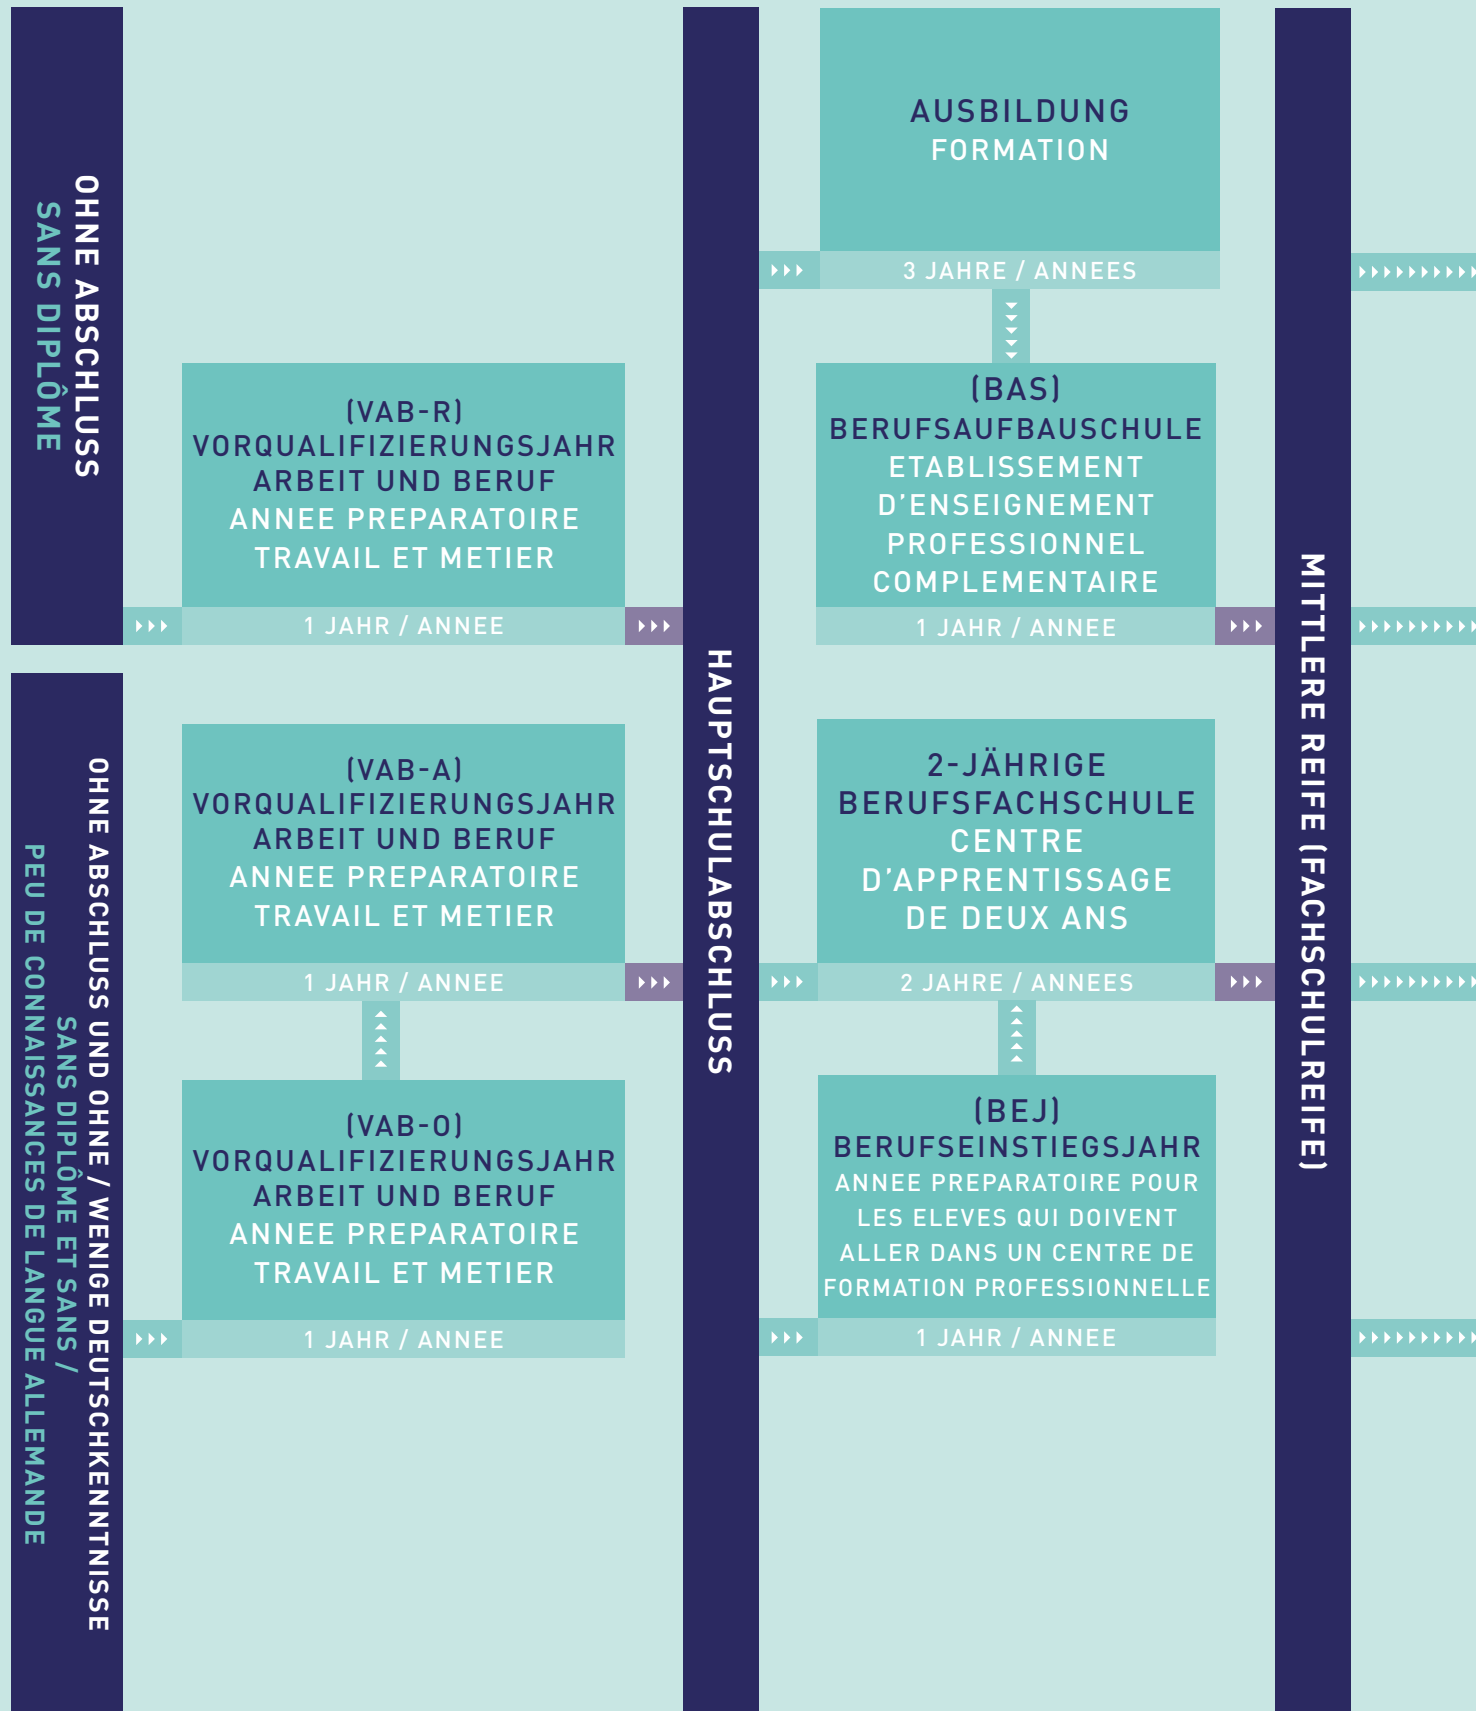 OHNE ABSCHLUSS
SANS DIPLÔME
(VAB-R)
VORQUALIFIZIERUNGSJAHR
ARBEIT UND BERUF
ANNEE PREPARATOIRE
TRAVAIL ET METIER
1 JAHR / ANNEE
OHNE ABSCHLUSS UND OHNE / WENIGE DEUTSCHKENNTNISSE
SANS DIPLÔME ET SANS /
PEU DE CONNAISSANCES DE LANGUE ALLEMANDE
(VAB-A)
VORQUALIFIZIERUNGSJAHR
ARBEIT UND BERUF
ANNEE PREPARATOIRE
TRAVAIL ET METIER
1 JAHR / ANNEE
(VAB-O)
VORQUALIFIZIERUNGSJAHR
ARBEIT UND BERUF
ANNEE PREPARATOIRE
TRAVAIL ET METIER
1 JAHR / ANNEE
HAUPTSCHULABSCHLUSS
AUSBILDUNG
FORMATION
3 JAHRE / ANNEES
(BAS)
BERUFSAUFBAUSCHULE
ETABLISSEMENT
D'ENSEIGNEMENT
PROFESSIONNEL
COMPLEMENTAIRE
1 JAHR / ANNEE
2-JÄHRIGE
BERUFSFACHSCHULE
CENTRE
D'APPRENTISSAGE
DE DEUX ANS
2 JAHRE / ANNEES
(BEJ)
BERUFSEINSTIEGSJAHR
ANNEE PREPARATOIRE POUR
LES ELEVES QUI DOIVENT
ALLER DANS UN CENTRE DE
FORMATION PROFESSIONNELLE
1 JAHR / ANNEE
MITTLERE REIFE (FACHSCHULREIFE)